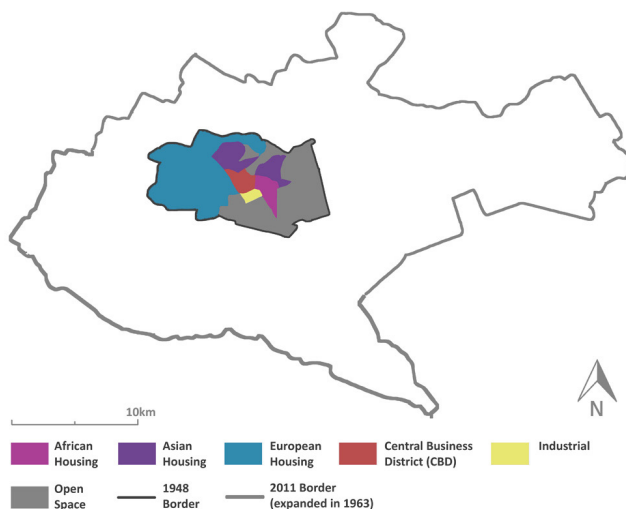 10km
N
African
Housing
Asian
Housing
European
Housing
Central Business
District (CBD)
Industrial
Open
Space
1948
Border
2011 Border
(expanded in 1963)